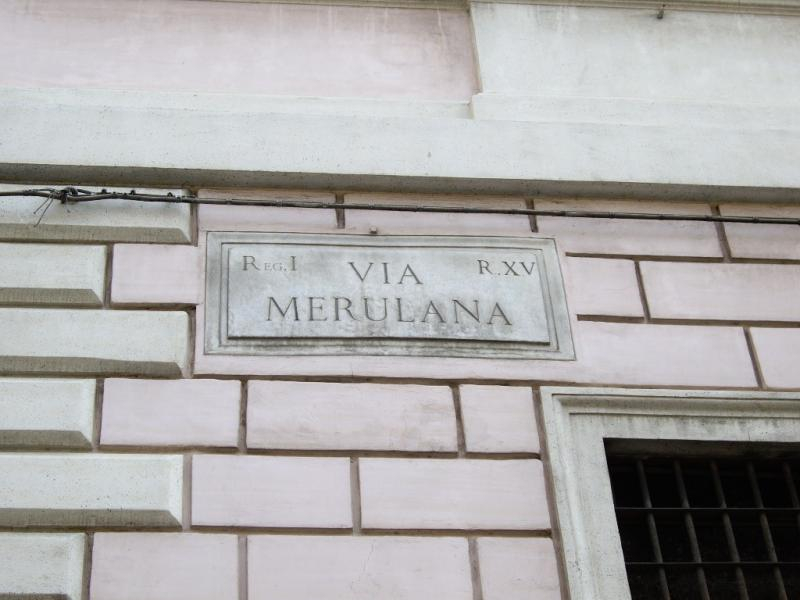 REG. I VIA R. XV
MERULANA